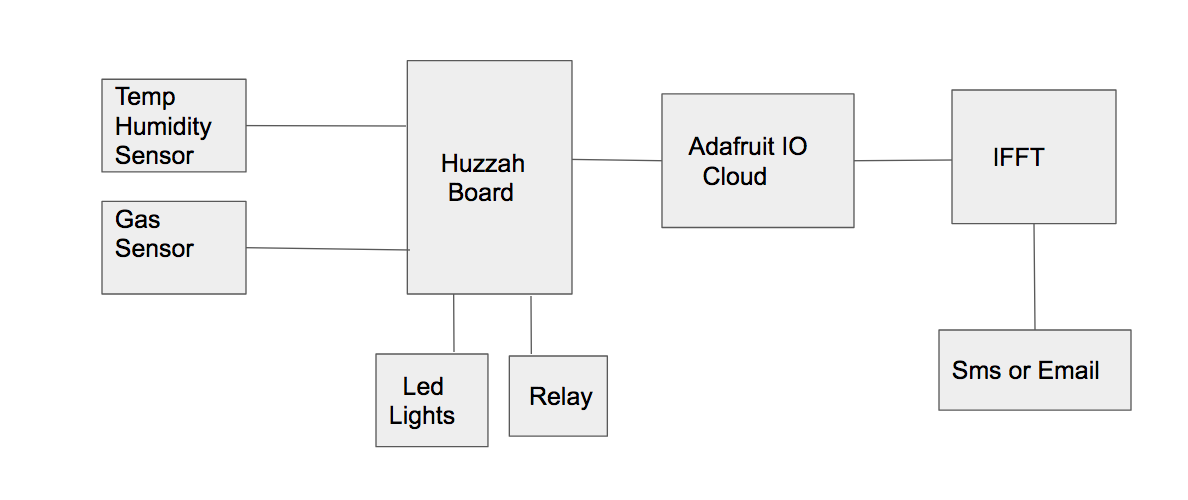 Temp
Humidity
Sensor
Gas
Sensor
Huzzah
Board
Led
Lights
Relay
Adafruit IO
Cloud
IFFT
Sms or Email